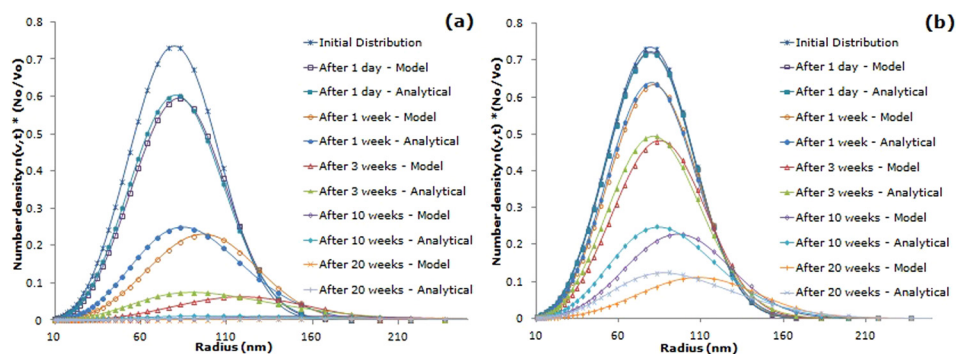 (a)
Number density n(v,t) * (No/Vo)
0.8
0.7
0.6
0.5
0.4
0.3
0.2
0.1
0
10
60
110
160
210
Radius (nm)
Initial Distribution
After 1 day - Model
After 1 day - Analytical
After 1 week - Model
After 1 week - Analytical
After 3 weeks - Model
After 3 weeks - Analytical
After 10 weeks - Model
After 10 weeks - Analytical
After 20 weeks - Model
After 20 weeks - Analytical
(b)
Number density n(v,t) *(No/Vo)
0.8
0.7
0.6
0.5
0.4
0.3
0.2
0.1
0
10
60
110
160
210
Radius (nm)
Initial Distribution
After 1 day - Model
After 1 day - Analytical
After 1 week - Model
After 1 week - Analytical
After 3 weeks - Model
After 3 weeks - Analytical
After 10 weeks - Model
After 10 weeks - Analytical
After 20 weeks - Model
After 20 weeks - Analytical